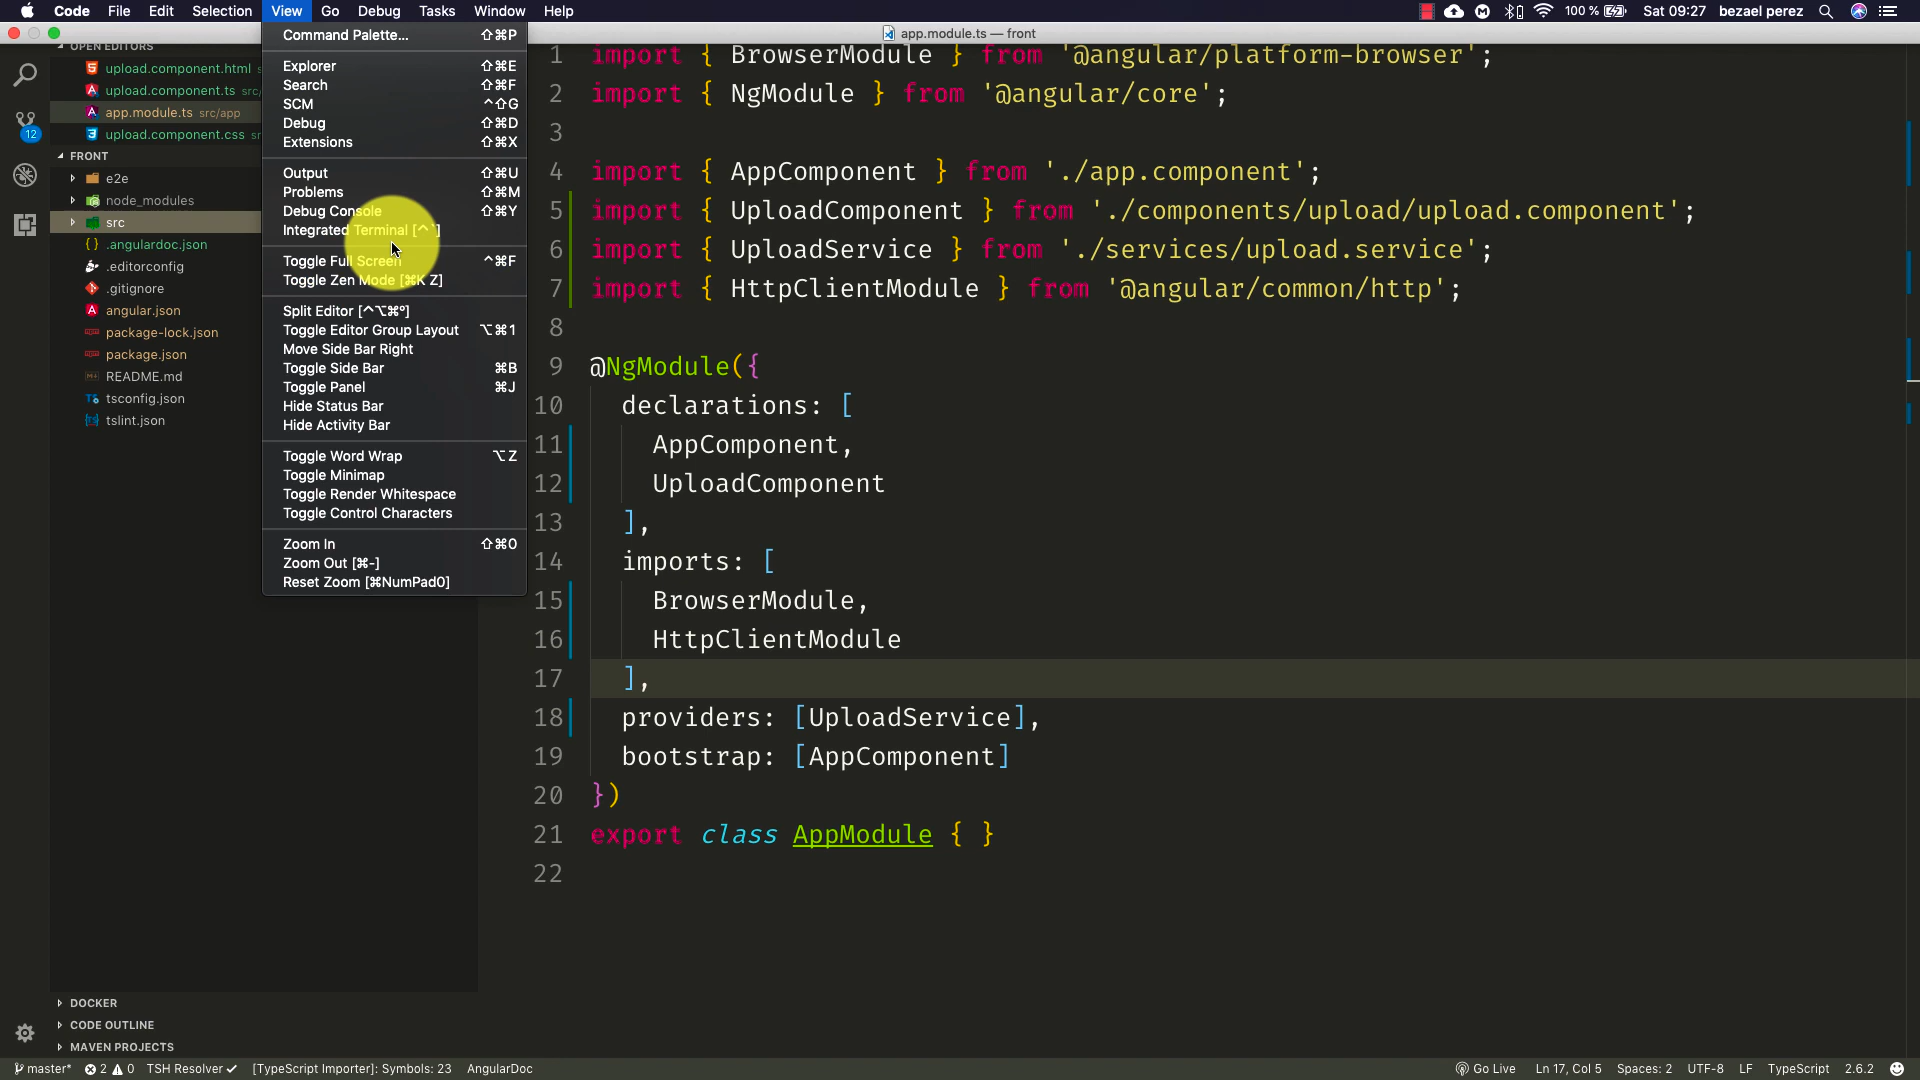 Code File Edit Selection View Go Debug Tasks Window Help
100 % Sat 09:27 bezael perez
app.module.ts — front
OPEN EDITORS
upload.component.html s
upload.component.ts src/
app.module.ts src/app
upload.component.css sr
12
FRONT
e2e
node_modules
src
{ } .angulardoc.json
.editorconfig
.gitignore
angular.json
package-lock.json
package.json
README.md
tsconfig.json
tslint.json
DOCKER
CODE OUTLINE
MAVEN PROJECTS
Command Palette... ⇧⌘P
Explorer ⇧⌘E
Search ⇧⌘F
SCM ^⇧G
Debug ⇧⌘D
Extensions ⇧⌘X
Output ⇧⌘U
Problems ⇧⌘M
Debug Console ⇧⌘Y
Integrated Terminal [^`]
Toggle Full Screen ^⌘F
Toggle Zen Mode [⌘K Z]
Split Editor [^⌥⌘º]
Toggle Editor Group Layout ⌥⌘1
Move Side Bar Right
Toggle Side Bar ⌘B
Toggle Panel ⌘J
Hide Status Bar
Hide Activity Bar
Toggle Word Wrap ⌥Z
Toggle Minimap
Toggle Render Whitespace
Toggle Control Characters
Zoom In ⇧⌘0
Zoom Out [⌘-]
Reset Zoom [⌘NumPad0]
1 import { BrowserModule } from '@angular/platform-browser';
2 import { NgModule } from '@angular/core';
3
4 import { AppComponent } from './app.component';
5 import { UploadComponent } from './components/upload/upload.component';
6 import { UploadService } from './services/upload.service';
7 import { HttpClientModule } from '@angular/common/http';
8
9 @NgModule({
10 declarations: [
11 AppComponent,
12 UploadComponent
13 ],
14 imports: [
15 BrowserModule,
16 HttpClientModule
17 ],
18 providers: [UploadService],
19 bootstrap: [AppComponent]
20 })
21 export class AppModule { }
22
master* 2 0 TSH Resolver ✓ [TypeScript Importer]: Symbols: 23 AngularDoc Go Live Ln 17, Col 5 Spaces: 2 UTF-8 LF TypeScript 2.6.2